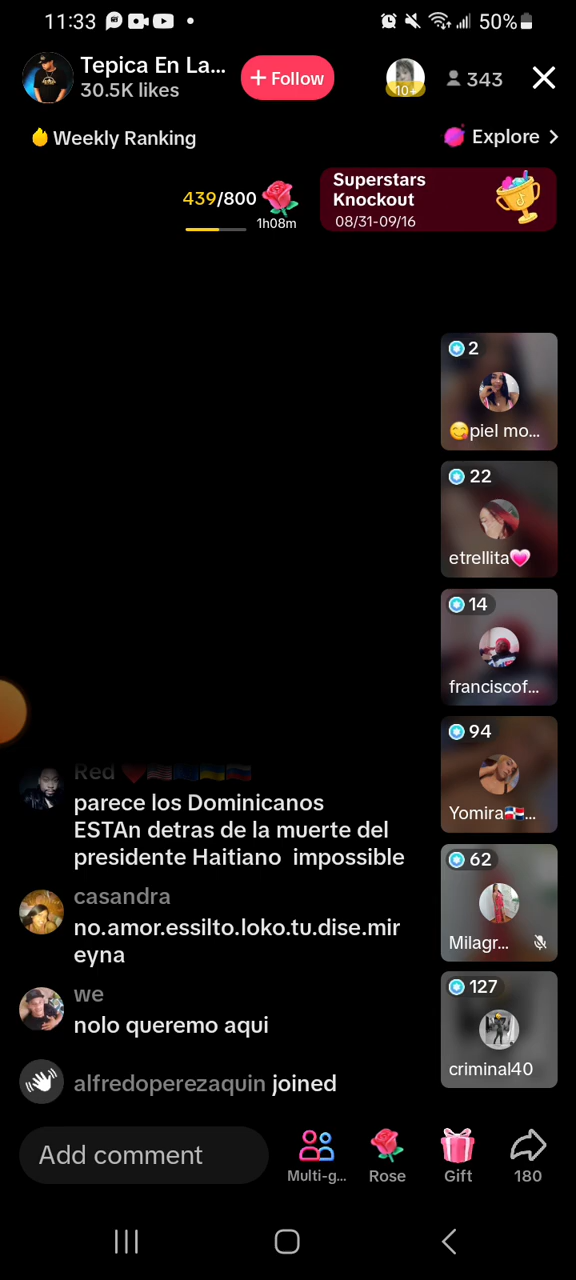 11:33
50%
Tepica En La...
30.5K likes
+ Follow
10+
343
Weekly Ranking
Explore
439/800
1h08m
Superstars
Knockout
08/31-09/16
2
😋piel mo...
22
etrellita💗
14
franciscof...
94
Yomira🇩🇴...
62
Milagr...
127
criminal40
Red
parece los Dominicanos
ESTAn detras de la muerte del
presidente Haitiano impossible
casandra
no.amor.essilto.loko.tu.dise.mir
eyna
we
nolo queremo aqui
alfredoperezaquin joined
Add comment
Multi-g...
Rose
Gift
180